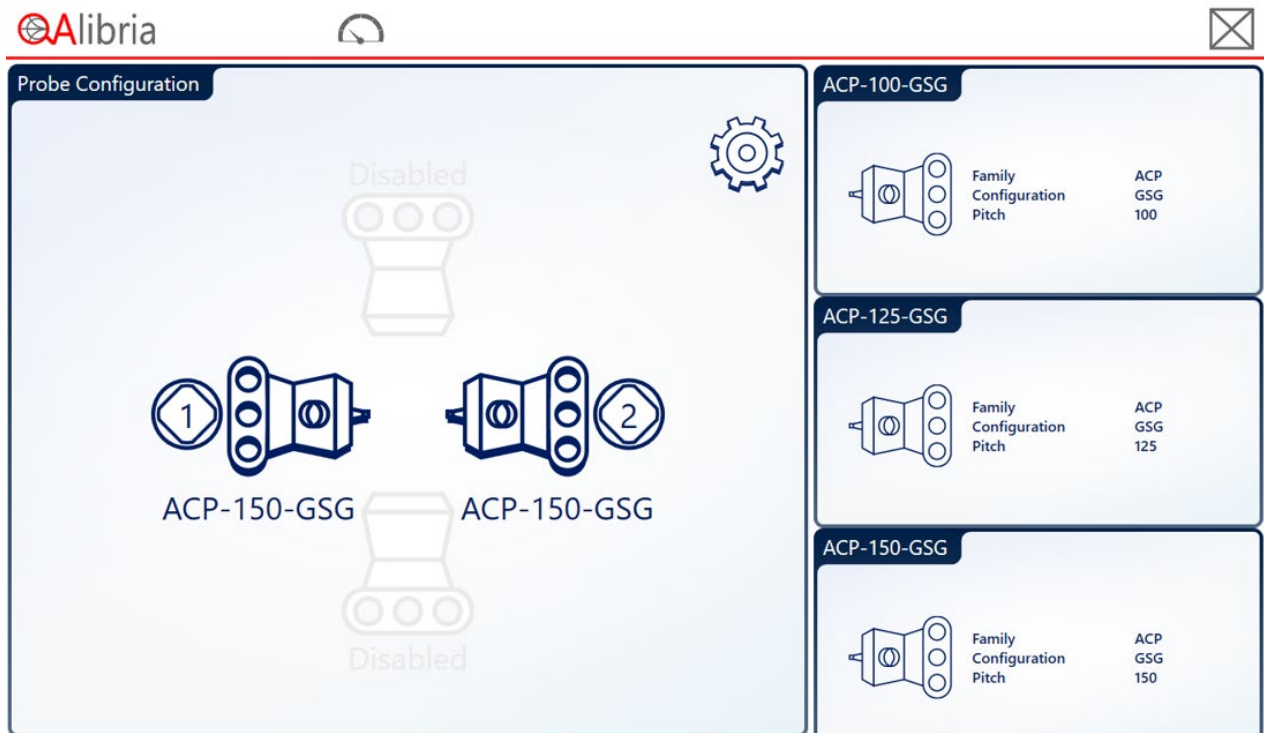 QAlibria
Probe Configuration
Disabled
1
2
ACP-150-GSG
ACP-150-GSG
Disabled
ACP-100-GSG
Family ACP
Configuration GSG
Pitch 100
ACP-125-GSG
Family ACP
Configuration GSG
Pitch 125
ACP-150-GSG
Family ACP
Configuration GSG
Pitch 150